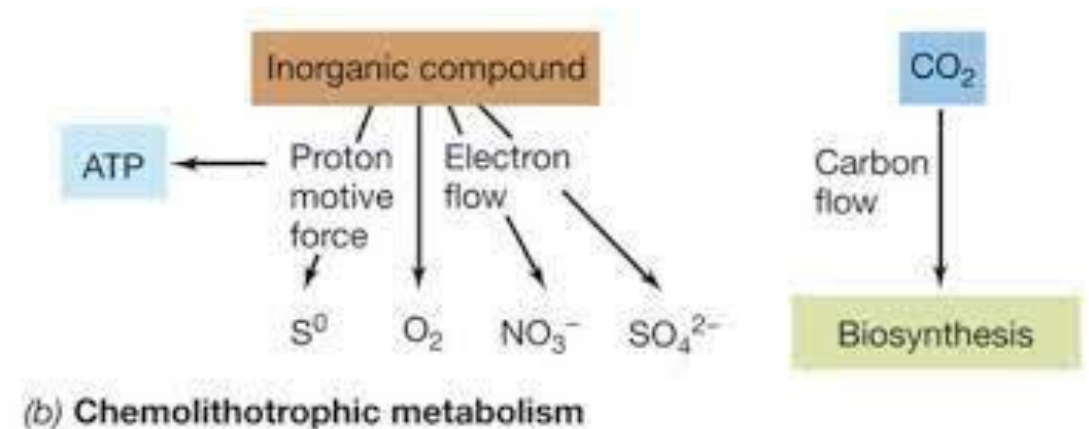 Inorganic compound
CO₂
ATP
Proton
motive
force
Electron
flow
Carbon
flow
S⁰
O₂
NO₃⁻
SO₄²⁻
Biosynthesis
(b) Chemolithotrophic metabolism